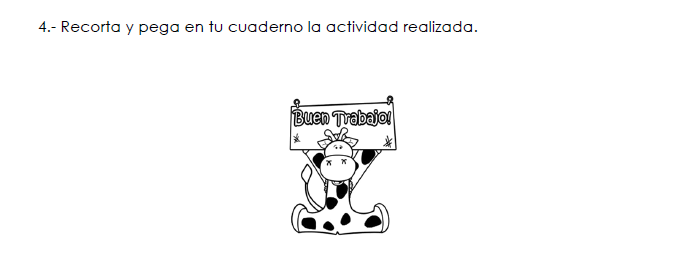 4.- Recorta y pega en tu cuaderno la actividad realizada.
Buen Trabajo!